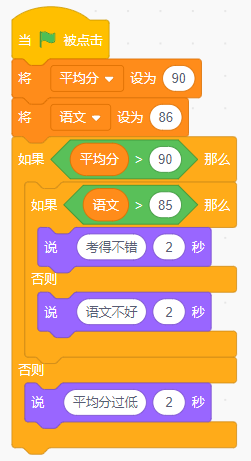 当 被点击
将 平均分 设为 90
将 语文 设为 86
如果 平均分 > 90 那么
如果 语文 > 85 那么
说 考得不错 2 秒
否则
说 语文不好 2 秒
否则
说 平均分过低 2 秒